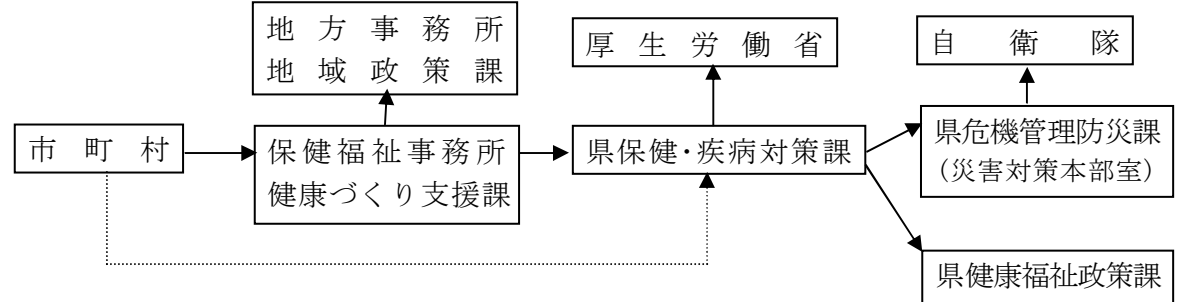 地方事務所
地域政策課
厚生労働省
自衛隊
市町村
保健福祉事務所
健康づくり支援課
県保健・疾病対策課
県危機管理防災課
（災害対策本部室）
県健康福祉政策課